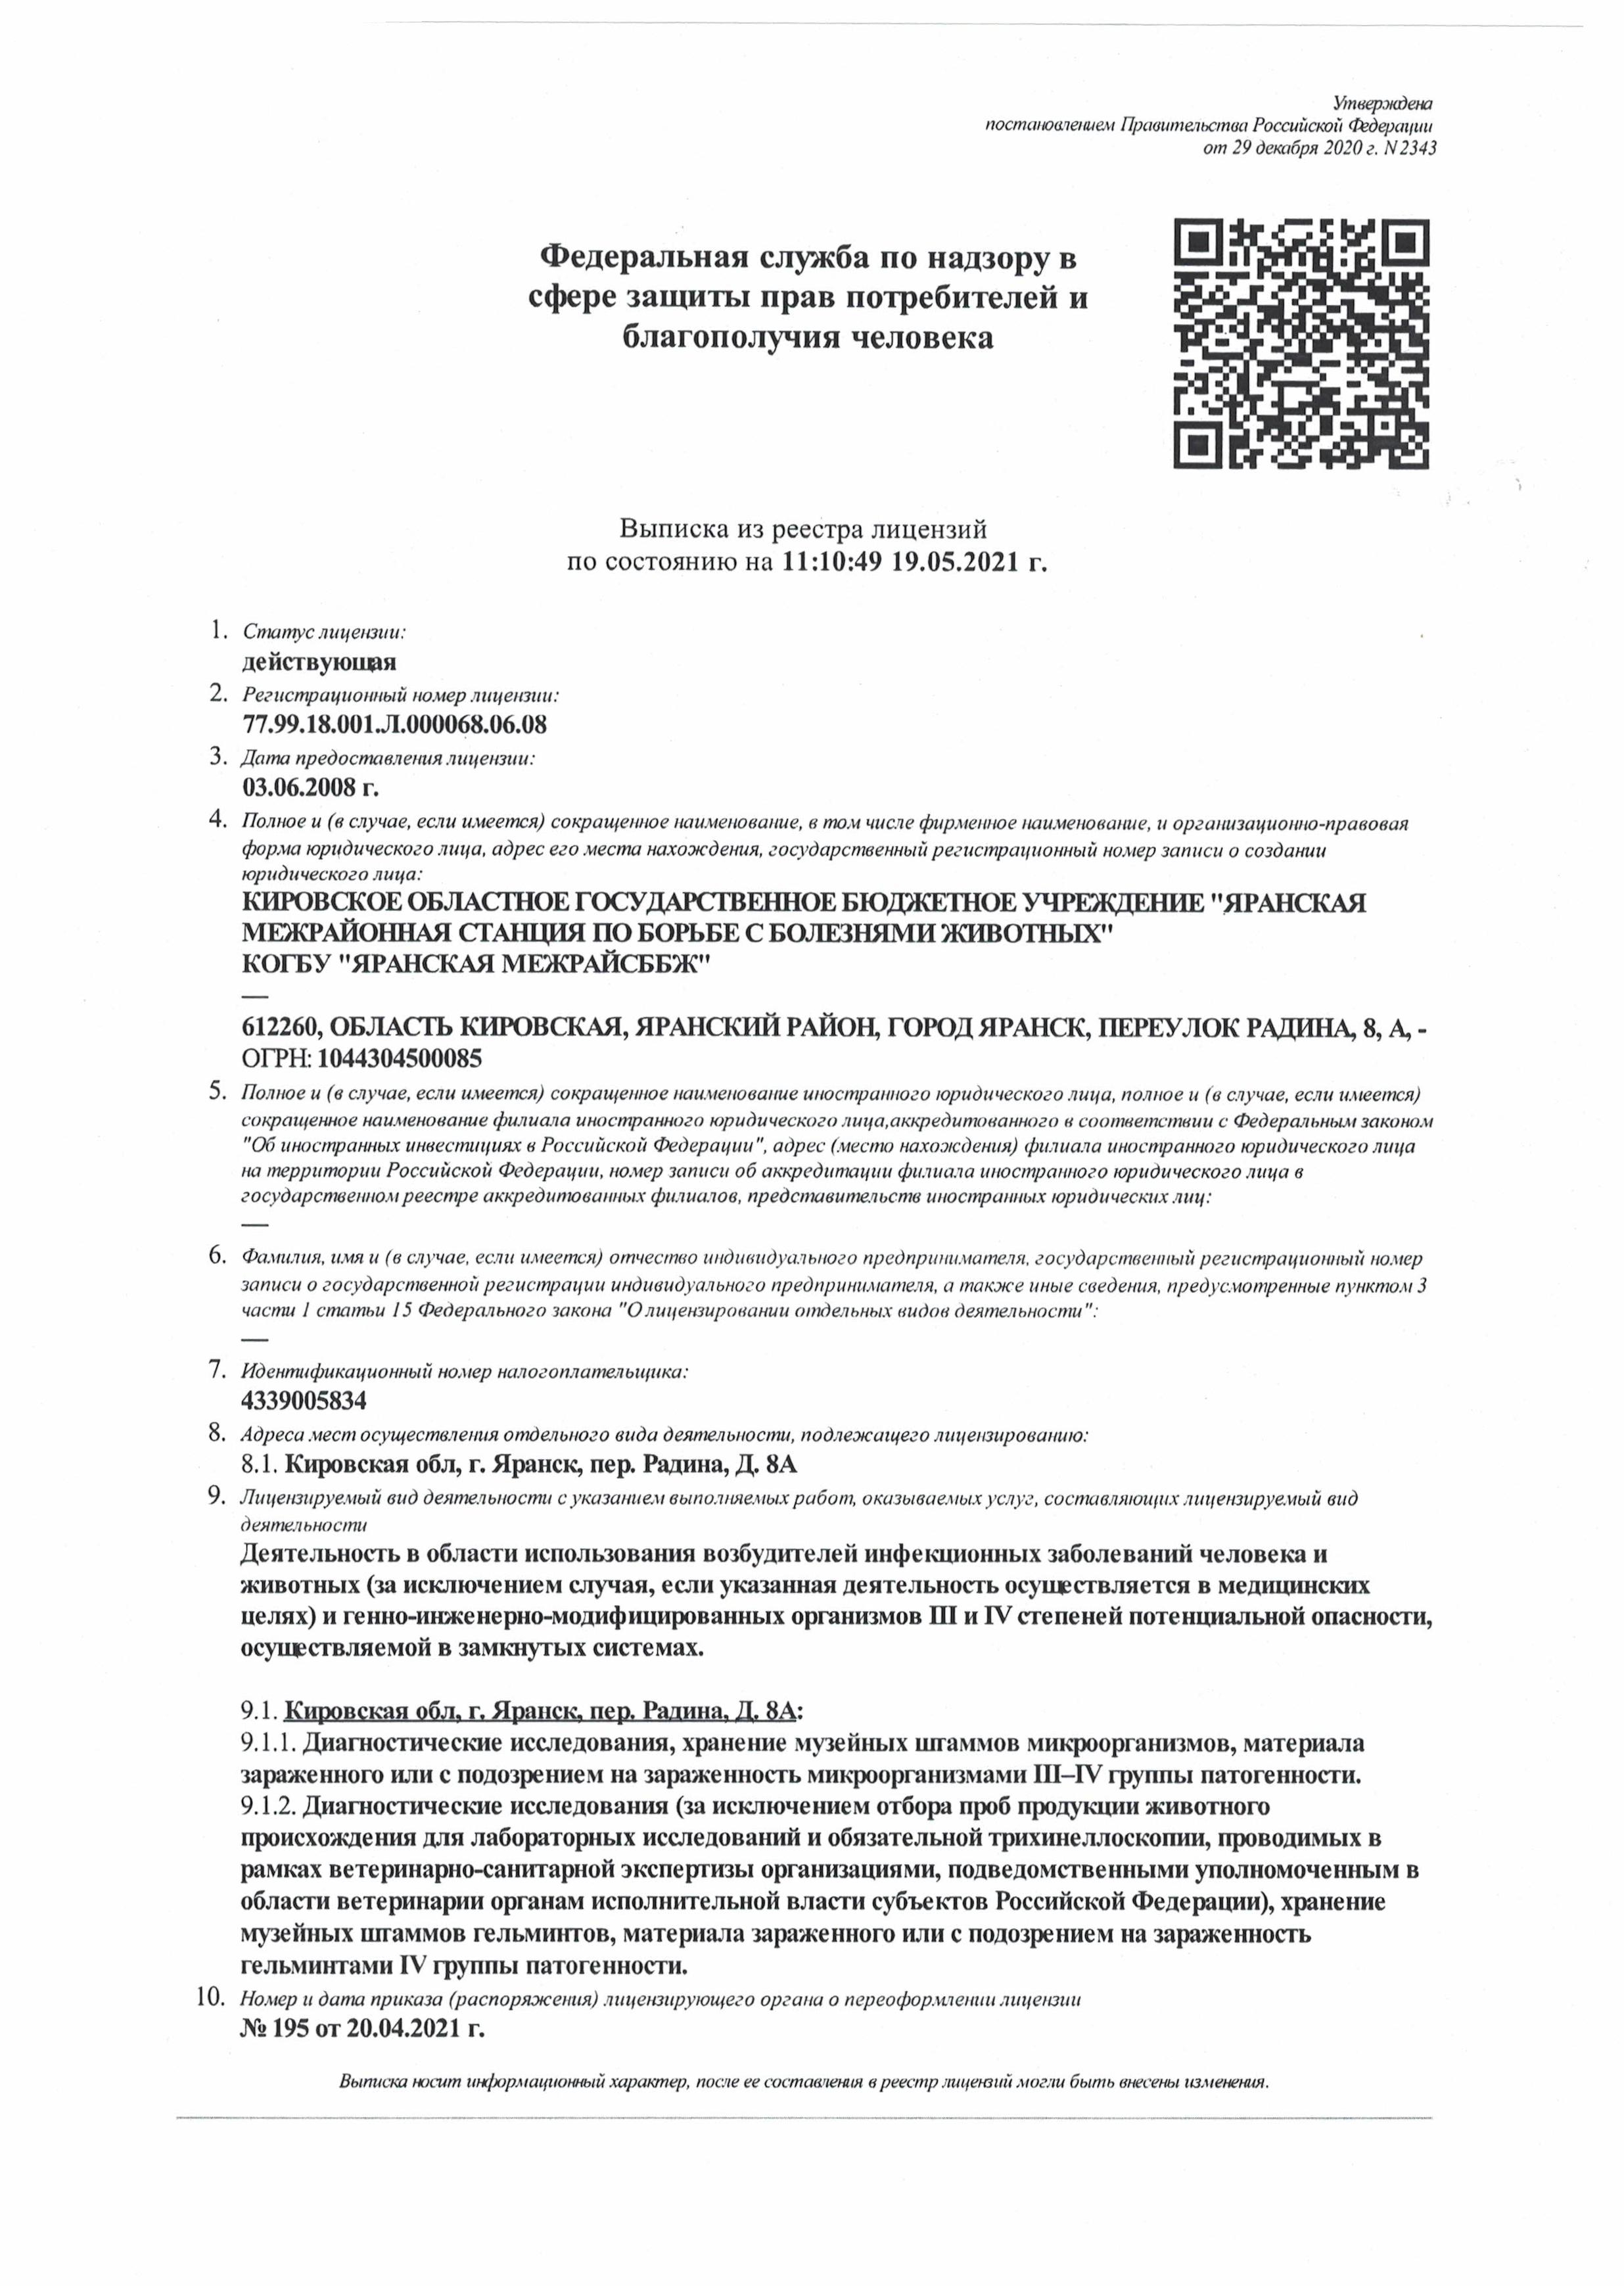 Утверждена
постановлением Правительства Российской Федерации
от 29 декабря 2020 г. N 2343
Федеральная служба по надзору в
сфере защиты прав потребителей и
благополучия человека
Выписка из реестра лицензий
по состоянию на 11:10:49 19.05.2021 г.
1. Статус лицензии:
действующая
2. Регистрационный номер лицензии:
77.99.18.001.Л.000068.06.08
3. Дата предоставления лицензии:
03.06.2008 г.
4. Полное и (в случае, если имеется) сокращенное наименование, в том числе фирменное наименование, и организационно-правовая
форма юридического лица, адрес его места нахождения, государственный регистрационный номер записи о создании
юридического лица:
КИРОВСКОЕ ОБЛАСТНОЕ ГОСУДАРСТВЕННОЕ БЮДЖЕТНОЕ УЧРЕЖДЕНИЕ "ЯРАНСКАЯ
МЕЖРАЙОННАЯ СТАНЦИЯ ПО БОРЬБЕ С БОЛЕЗНЯМИ ЖИВОТНЫХ"
КОГБУ "ЯРАНСКАЯ МЕЖРАЙСББЖ"
—
612260, ОБЛАСТЬ КИРОВСКАЯ, ЯРАНСКИЙ РАЙОН, ГОРОД ЯРАНСК, ПЕРЕУЛОК РАДИНА, 8, А, -
ОГРН: 1044304500085
5. Полное и (в случае, если имеется) сокращенное наименование иностранного юридического лица, полное и (в случае, если имеется)
сокращенное наименование филиала иностранного юридического лица,аккредитованного в соответствии с Федеральным законом
"Об иностранных инвестициях в Российской Федерации", адрес (место нахождения) филиала иностранного юридического лица
на территории Российской Федерации, номер записи об аккредитации филиала иностранного юридического лица в
государственном реестре аккредитованных филиалов, представительств иностранных юридических лиц:
—
6. Фамилия, имя и (в случае, если имеется) отчество индивидуального предпринимателя, государственный регистрационный номер
записи о государственной регистрации индивидуального предпринимателя, а также иные сведения, предусмотренные пунктом 3
части 1 статьи 15 Федерального закона "О лицензировании отдельных видов деятельности":
—
7. Идентификационный номер налогоплательщика:
4339005834
8. Адреса мест осуществления отдельного вида деятельности, подлежащего лицензированию:
8.1. Кировская обл, г. Яранск, пер. Радина, Д. 8А
9. Лицензируемый вид деятельности с указанием выполняемых работ, оказываемых услуг, составляющих лицензируемый вид
деятельности
Деятельность в области использования возбудителей инфекционных заболеваний человека и
животных (за исключением случая, если указанная деятельность осуществляется в медицинских
целях) и генно-инженерно-модифицированных организмов III и IV степеней потенциальной опасности,
осуществляемой в замкнутых системах.
9.1. Кировская обл, г. Яранск, пер. Радина, Д. 8А:
9.1.1. Диагностические исследования, хранение музейных штаммов микроорганизмов, материала
зараженного или с подозрением на зараженность микроорганизмами III–IV группы патогенности.
9.1.2. Диагностические исследования (за исключением отбора проб продукции животного
происхождения для лабораторных исследований и обязательной трихинеллоскопии, проводимых в
рамках ветеринарно-санитарной экспертизы организациями, подведомственными уполномоченным в
области ветеринарии органам исполнительной власти субъектов Российской Федерации), хранение
музейных штаммов гельминтов, материала зараженного или с подозрением на зараженность
гельминтами IV группы патогенности.
10. Номер и дата приказа (распоряжения) лицензирующего органа о переоформлении лицензии
№ 195 от 20.04.2021 г.
Выписка носит информационный характер, после ее составления в реестр лицензий могли быть внесены изменения.